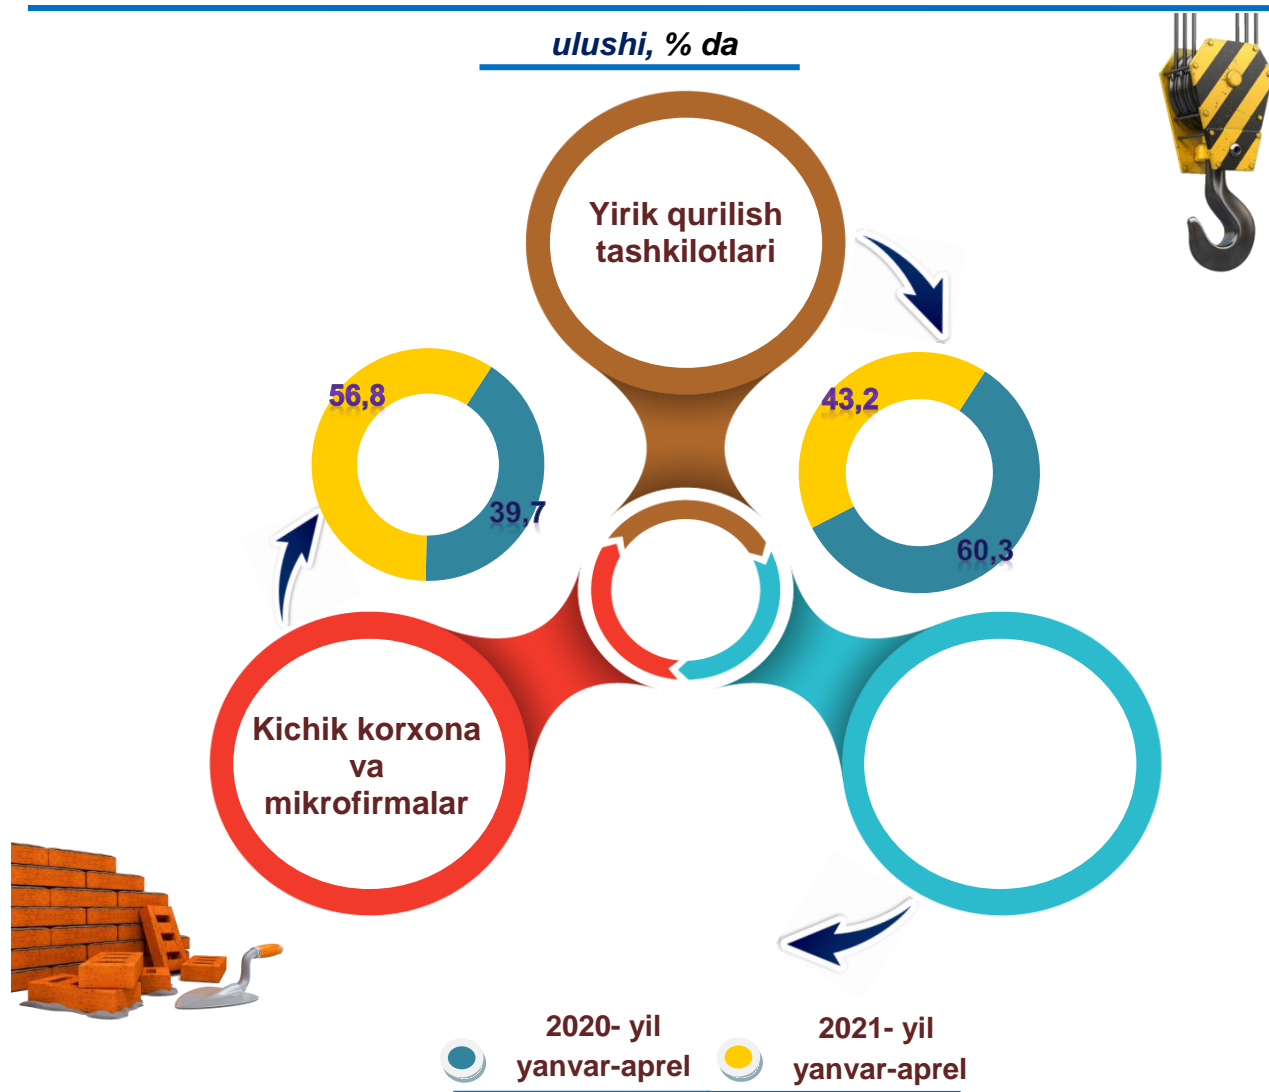 ulushi, % da
Yirik qurilish
tashkilotlari
56,8
39,7
43,2
60,3
Kichik korxona
va
mikrofirmalar
2020- yil
yanvar-aprel
2021- yil
yanvar-aprel